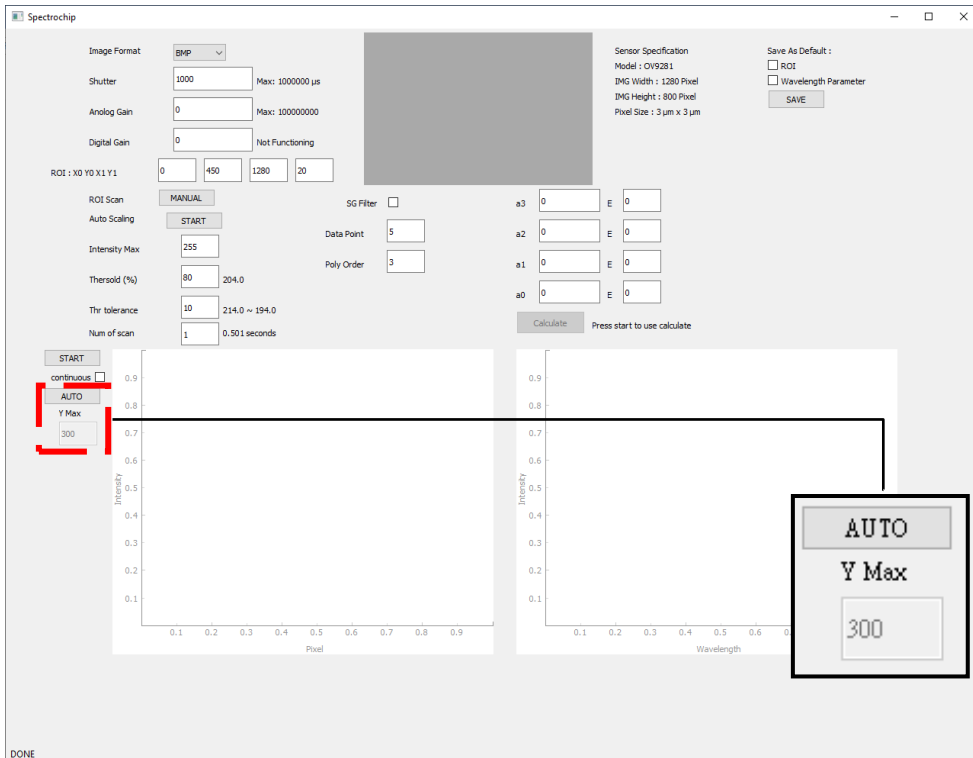 Spectrochip
Image Format
BMP
Shutter
1000
Max: 1000000 µs
Anolog Gain
0
Max: 100000000
Digital Gain
0
Not Functioning
ROI : X0 Y0 X1 Y1
0
450
1280
20
Sensor Specification
Model : OV9281
IMG Width : 1280 Pixel
IMG Height : 800 Pixel
Pixel Size : 3 µm x 3 µm
Save As Default :
ROI
Wavelength Parameter
SAVE
ROI Scan
MANUAL
Auto Scaling
START
Intensity Max
255
Thersold (%)
80
204.0
Thr tolerance
10
214.0 ~ 194.0
Num of scan
1
0.501 seconds
SG Filter
Data Point
5
Poly Order
3
a3
0
E
0
a2
0
E
0
a1
0
E
0
a0
0
E
0
Calculate
Press start to use calculate
START
continuous
AUTO
Y Max
300
0.9
0.8
0.7
0.6
0.5
0.4
0.3
0.2
0.1
Intensity
0.1 0.2 0.3 0.4 0.5 0.6 0.7 0.8 0.9
Pixel
0.9
0.8
0.7
0.6
0.5
0.4
0.3
0.2
0.1
Intensity
0.1 0.2 0.3 0.4 0.5 0.6
Wavelength
AUTO
Y Max
300
DONE